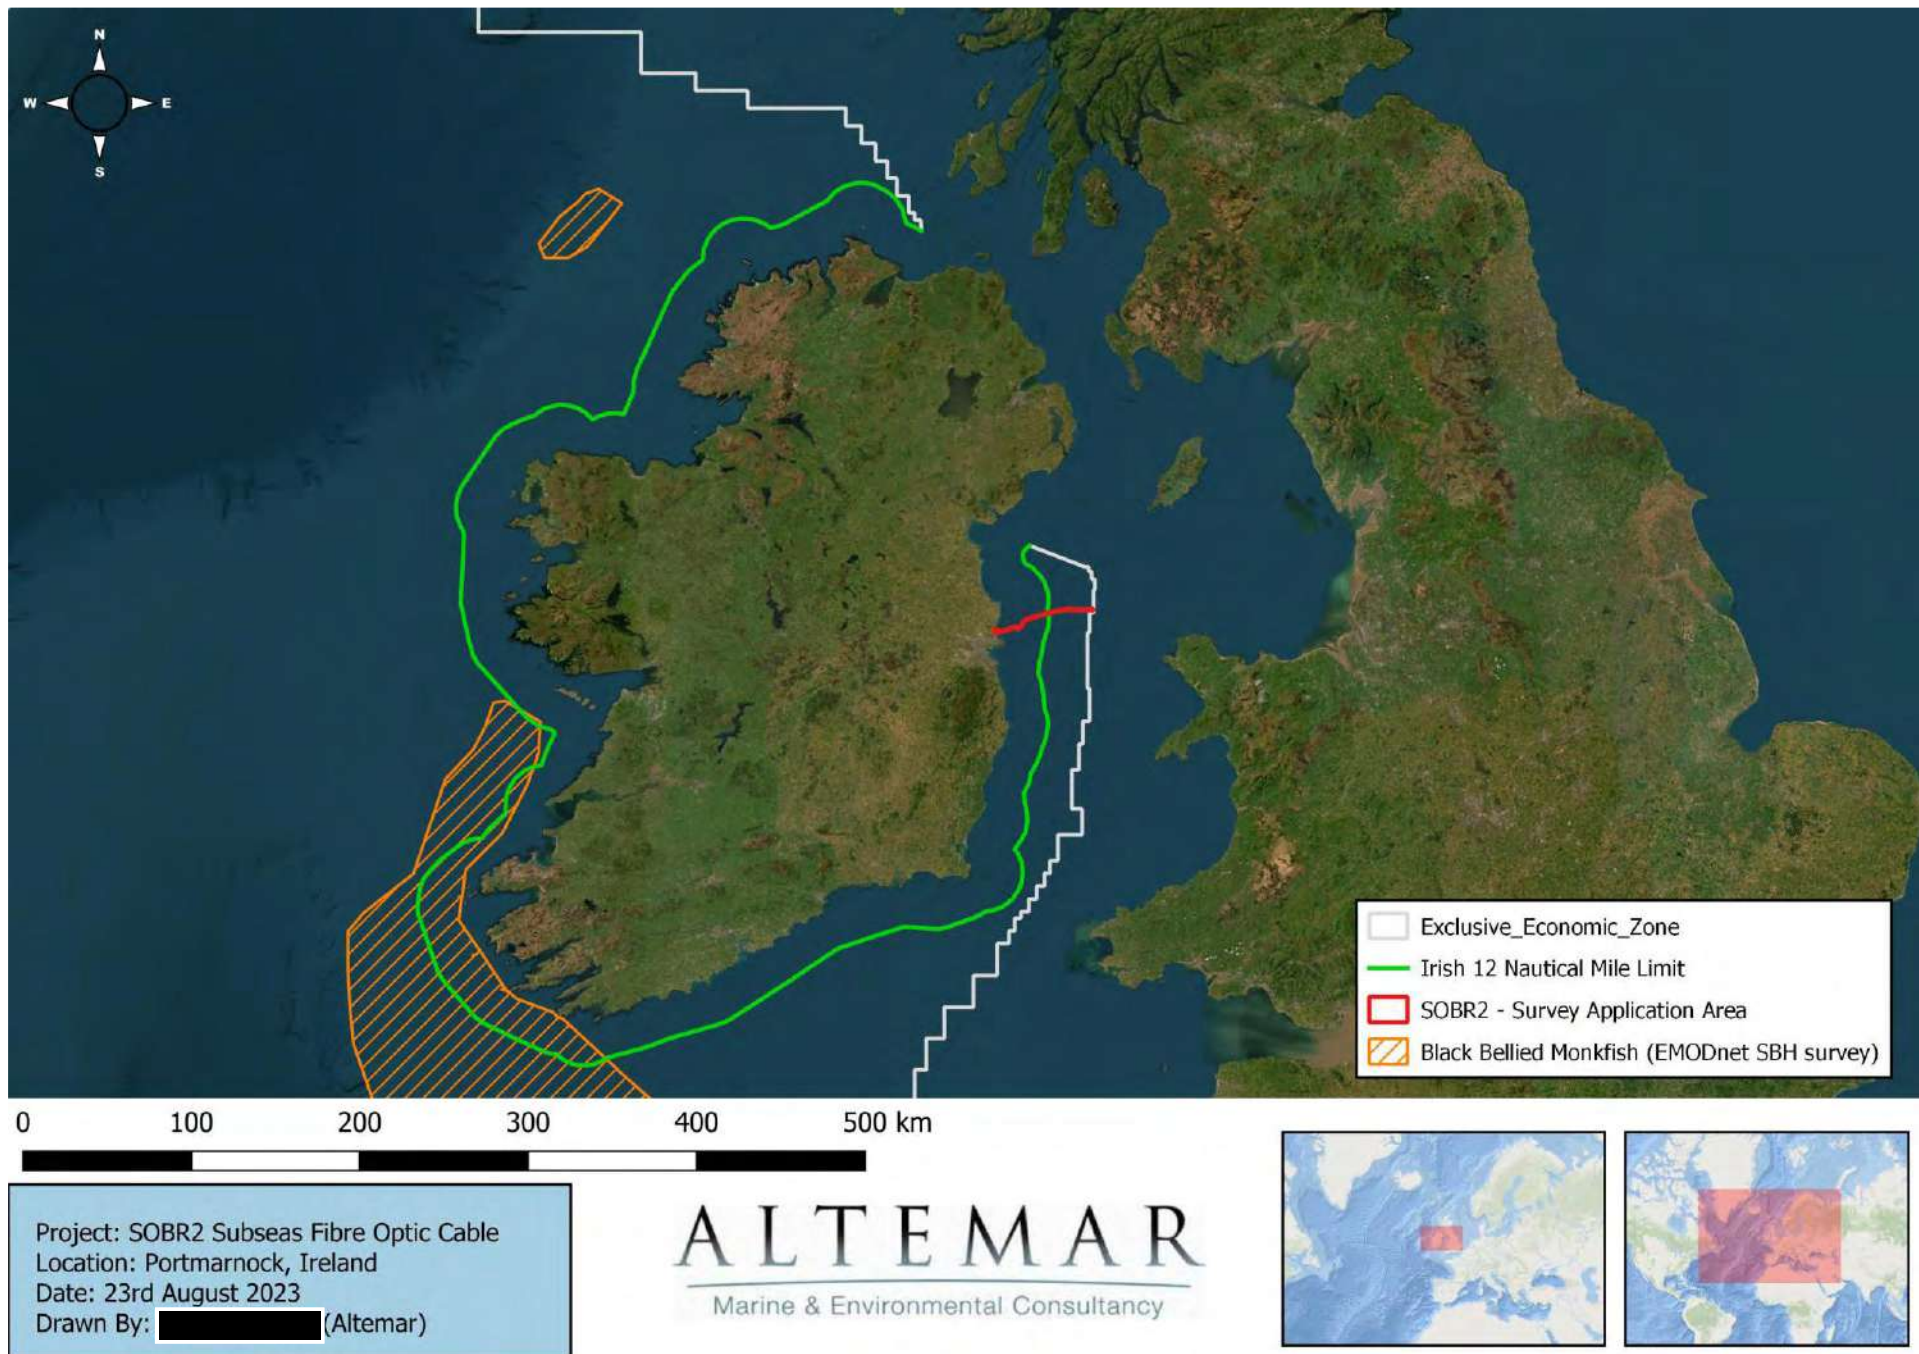 N
W E
S
Exclusive_Economic_Zone
Irish 12 Nautical Mile Limit
SOBR2 - Survey Application Area
Black Bellied Monkfish (EMODnet SBH survey)
0 100 200 300 400 500 km
Project: SOBR2 Subseas Fibre Optic Cable
Location: Portmarnock, Ireland
Date: 23rd August 2023
Drawn By: (Altemar)
ALTEMAR
Marine & Environmental Consultancy